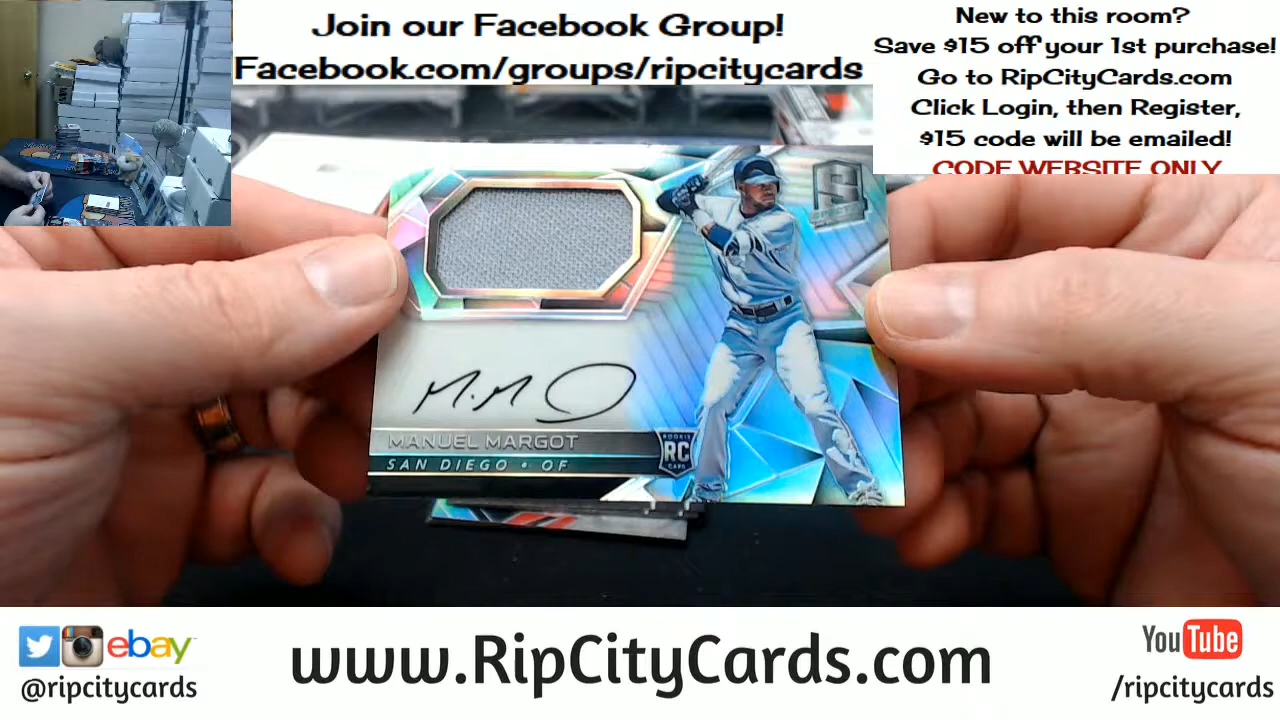 Join our Facebook Group!
Facebook.com/groups/ripcitycards
New to this room?
Save $15 off your 1st purchase!
Go to RipCityCards.com
Click Login, then Register,
$15 code will be emailed!
CODE WEBSITE ONLY
M.M
MANUEL MARGOT
SAN DIEGO • OF
ROOKIE
RC
CARD
ebay
@ripcitycards
www.RipCityCards.com
YouTube
/ripcitycards